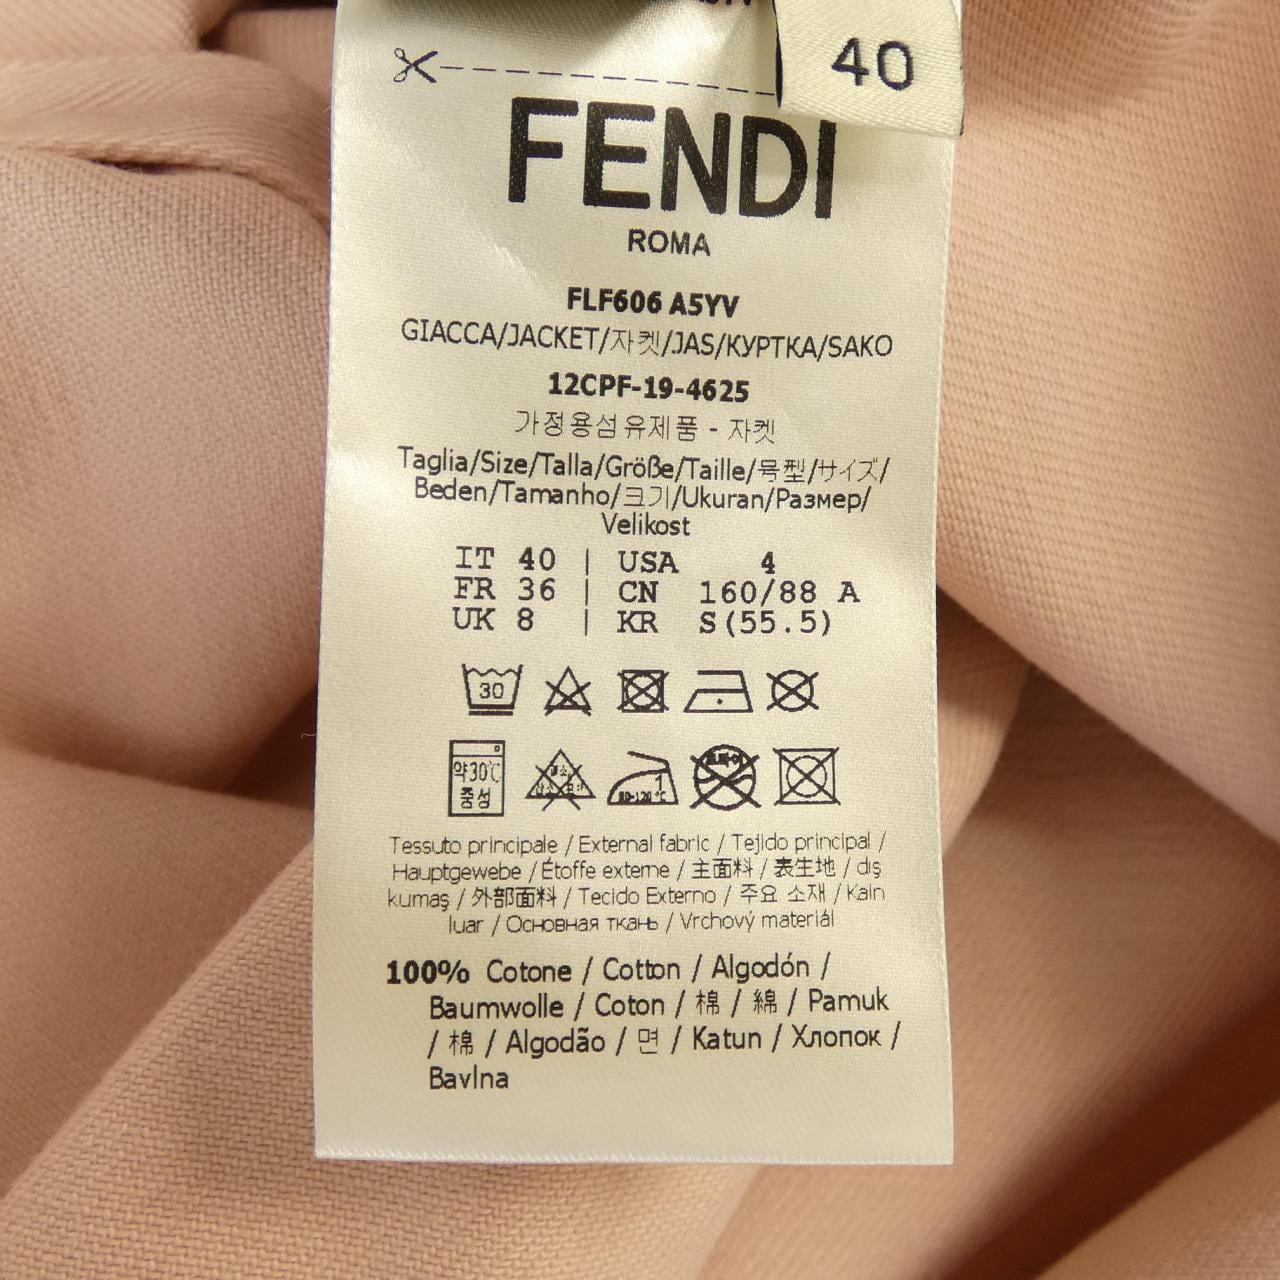 40
FENDI
ROMA
FLF606 A5YV
GIACCA/JACKET/자켓/JAS/КУРТКА/SAKO
12CPF-19-4625
가정용섬유제품 - 자켓
Taglia/Size/Talla/Größe/Taille/号型/サイズ/
Beden/Tamanho/크기/Ukuran/Размер/
Velikost
IT 40 | USA 4
FR 36 | CN 160/88 A
UK 8 | KR S(55.5)
30
약30℃
중성
1
80-120℃
Tessuto principale / External fabric / Tejido principal /
Hauptgewebe / Étoffe externe / 主面料 / 表生地 / dış
kumaş / 外部面料 / Tecido Externo / 주요 소재 / Kain
luar / Основная ткань / Vrchový materiál
100% Cotone / Cotton / Algodón /
Baumwolle / Coton / 棉 / 綿 / Pamuk
/ 棉 / Algodão / 면 / Katun / Хлопок /
Bavlna